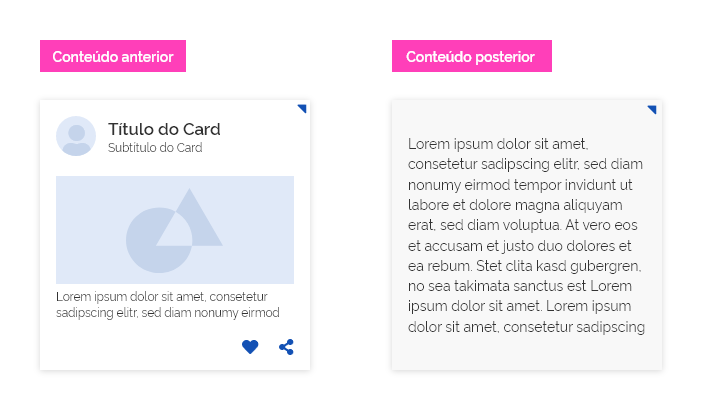 Conteúdo anterior
Conteúdo posterior
Título do Card
Subtítulo do Card
Lorem ipsum dolor sit amet, consetetur
sadipscing elitr, sed diam nonumy eirmod
Lorem ipsum dolor sit amet,
consetetur sadipscing elitr, sed diam
nonumy eirmod tempor invidunt ut
labore et dolore magna aliquyam
erat, sed diam voluptua. At vero eos
et accusam et justo duo dolores et
ea rebum. Stet clita kasd gubergren,
no sea takimata sanctus est Lorem
ipsum dolor sit amet. Lorem ipsum
dolor sit amet, consetetur sadipscing